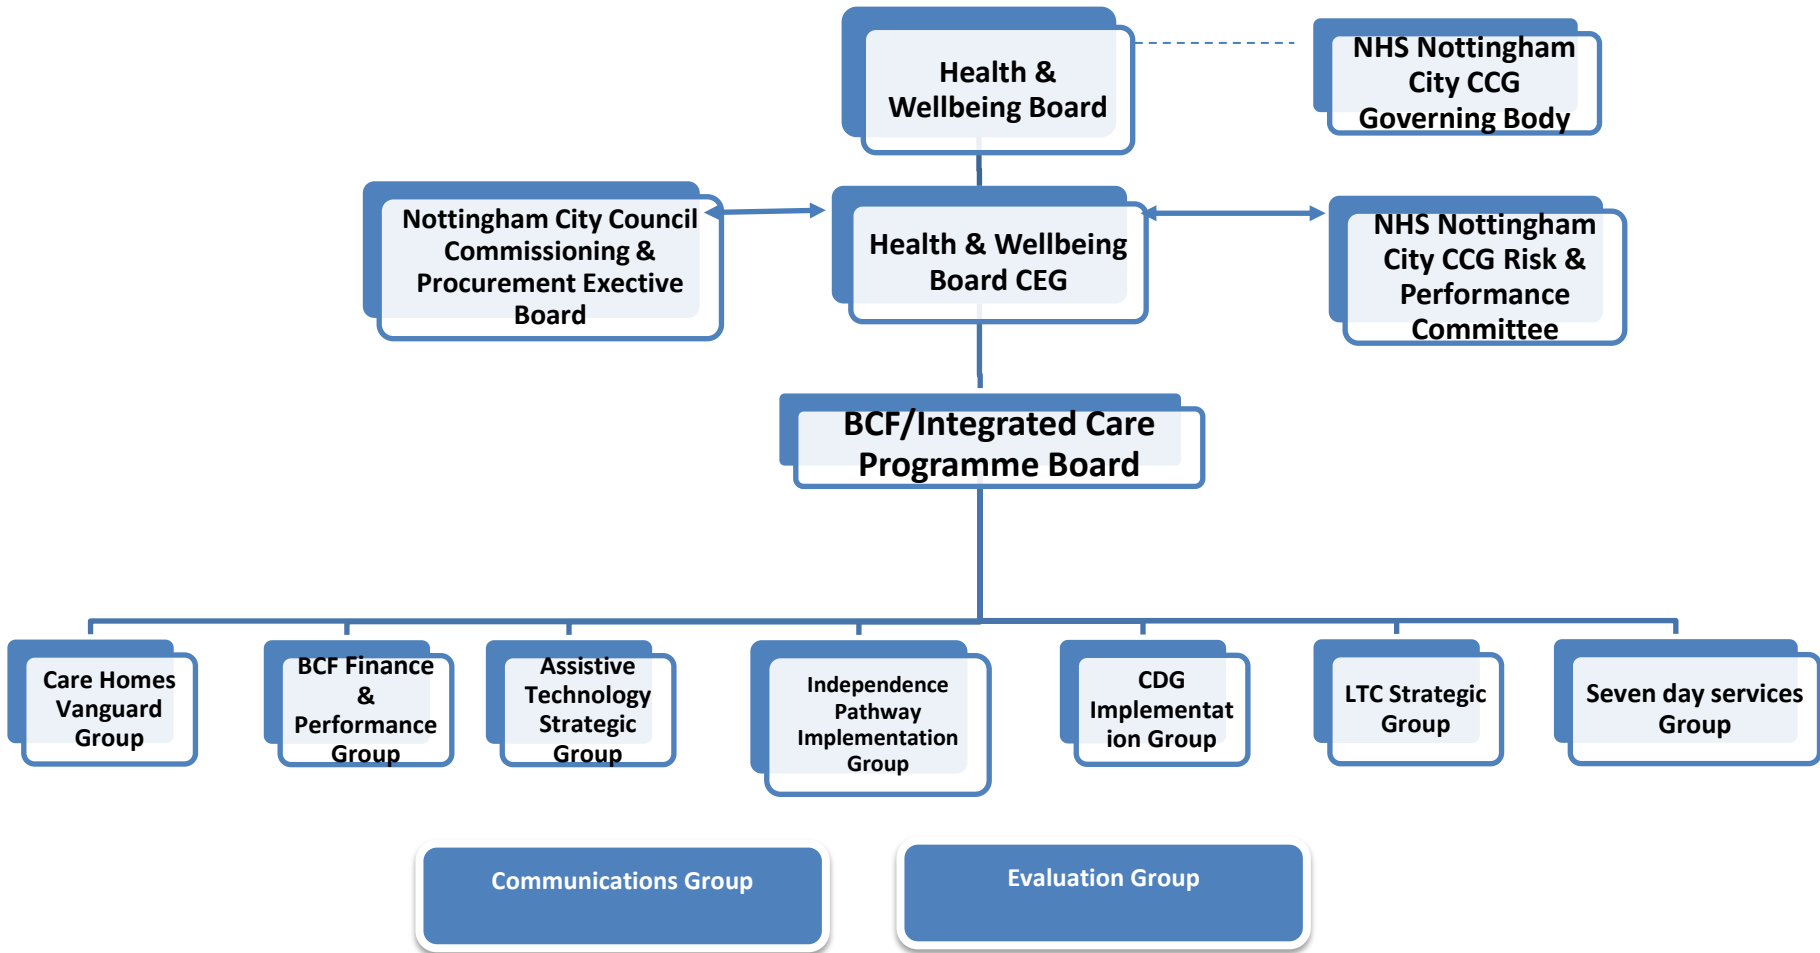 Health &
Wellbeing Board
NHS Nottingham
City CCG
Governing Body
Nottingham City Council
Commissioning &
Procurement Exective
Board
Health & Wellbeing
Board CEG
NHS Nottingham
City CCG Risk &
Performance
Committee
BCF/Integrated Care
Programme Board
Care Homes
Vanguard
Group
BCF Finance
&
Performance
Group
Assistive
Technology
Strategic
Group
Independence
Pathway
Implementation
Group
CDG
Implementat
ion Group
LTC Strategic
Group
Seven day services
Group
Communications Group
Evaluation Group